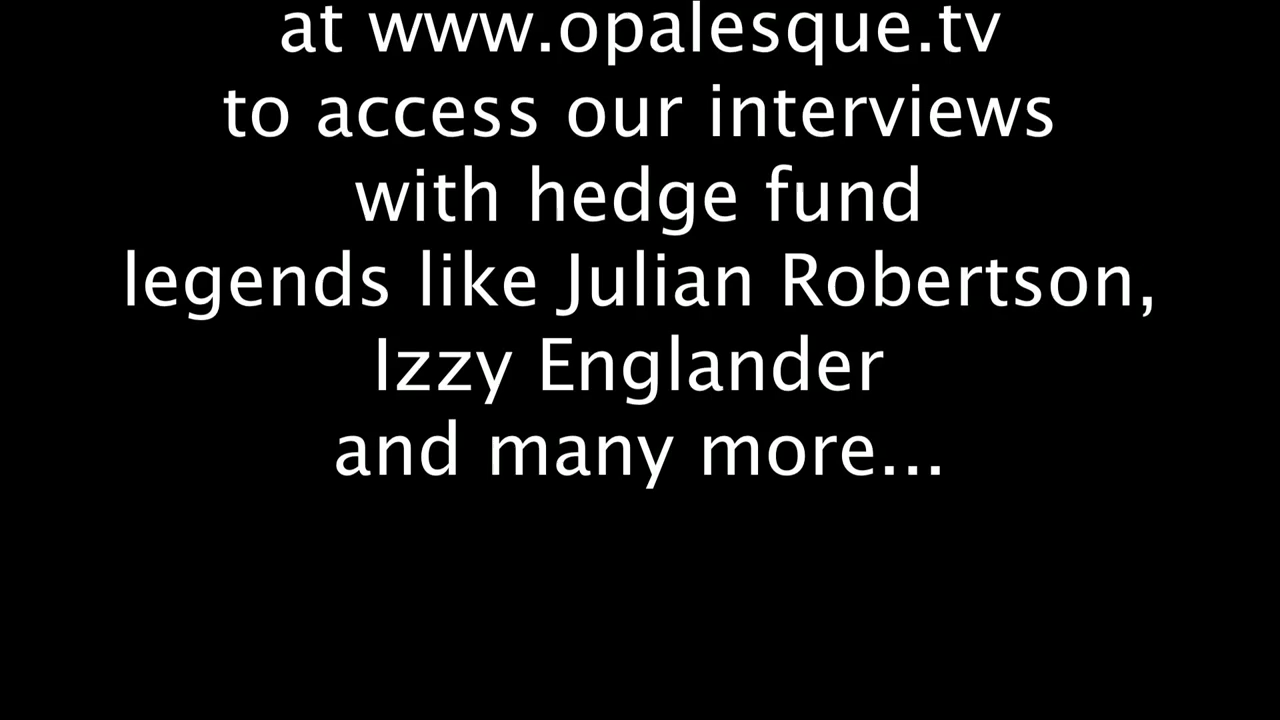 at www.opalesque.tv
to access our interviews
with hedge fund
legends like Julian Robertson,
Izzy Englander
and many more...